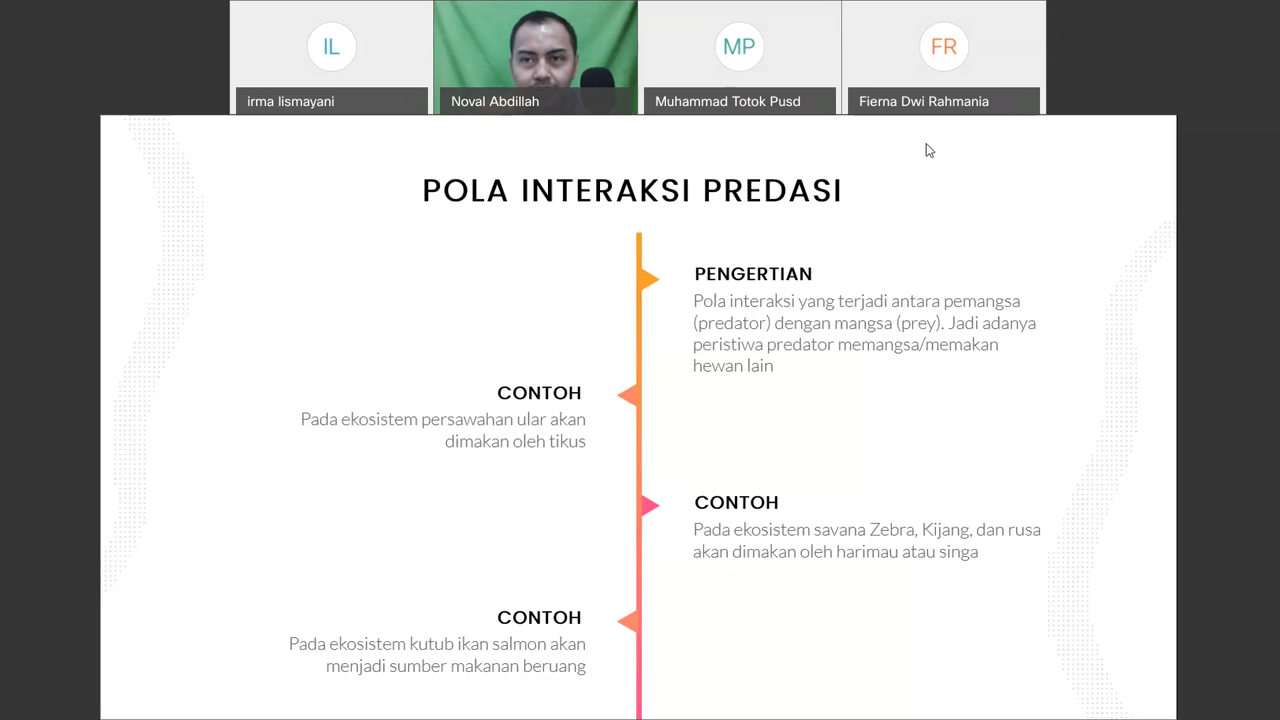 IL
MP
FR
irma lismayani
Noval Abdillah
Muhammad Totok Pusd
Fierna Dwi Rahmania
POLA INTERAKSI PREDASI
PENGERTIAN
Pola interaksi yang terjadi antara pemangsa
(predator) dengan mangsa (prey). Jadi adanya
peristiwa predator memangsa/memakan
hewan lain
CONTOH
Pada ekosistem persawahan ular akan
dimakan oleh tikus
CONTOH
Pada ekosistem savana Zebra, Kijang, dan rusa
akan dimakan oleh harimau atau singa
CONTOH
Pada ekosistem kutub ikan salmon akan
menjadi sumber makanan beruang